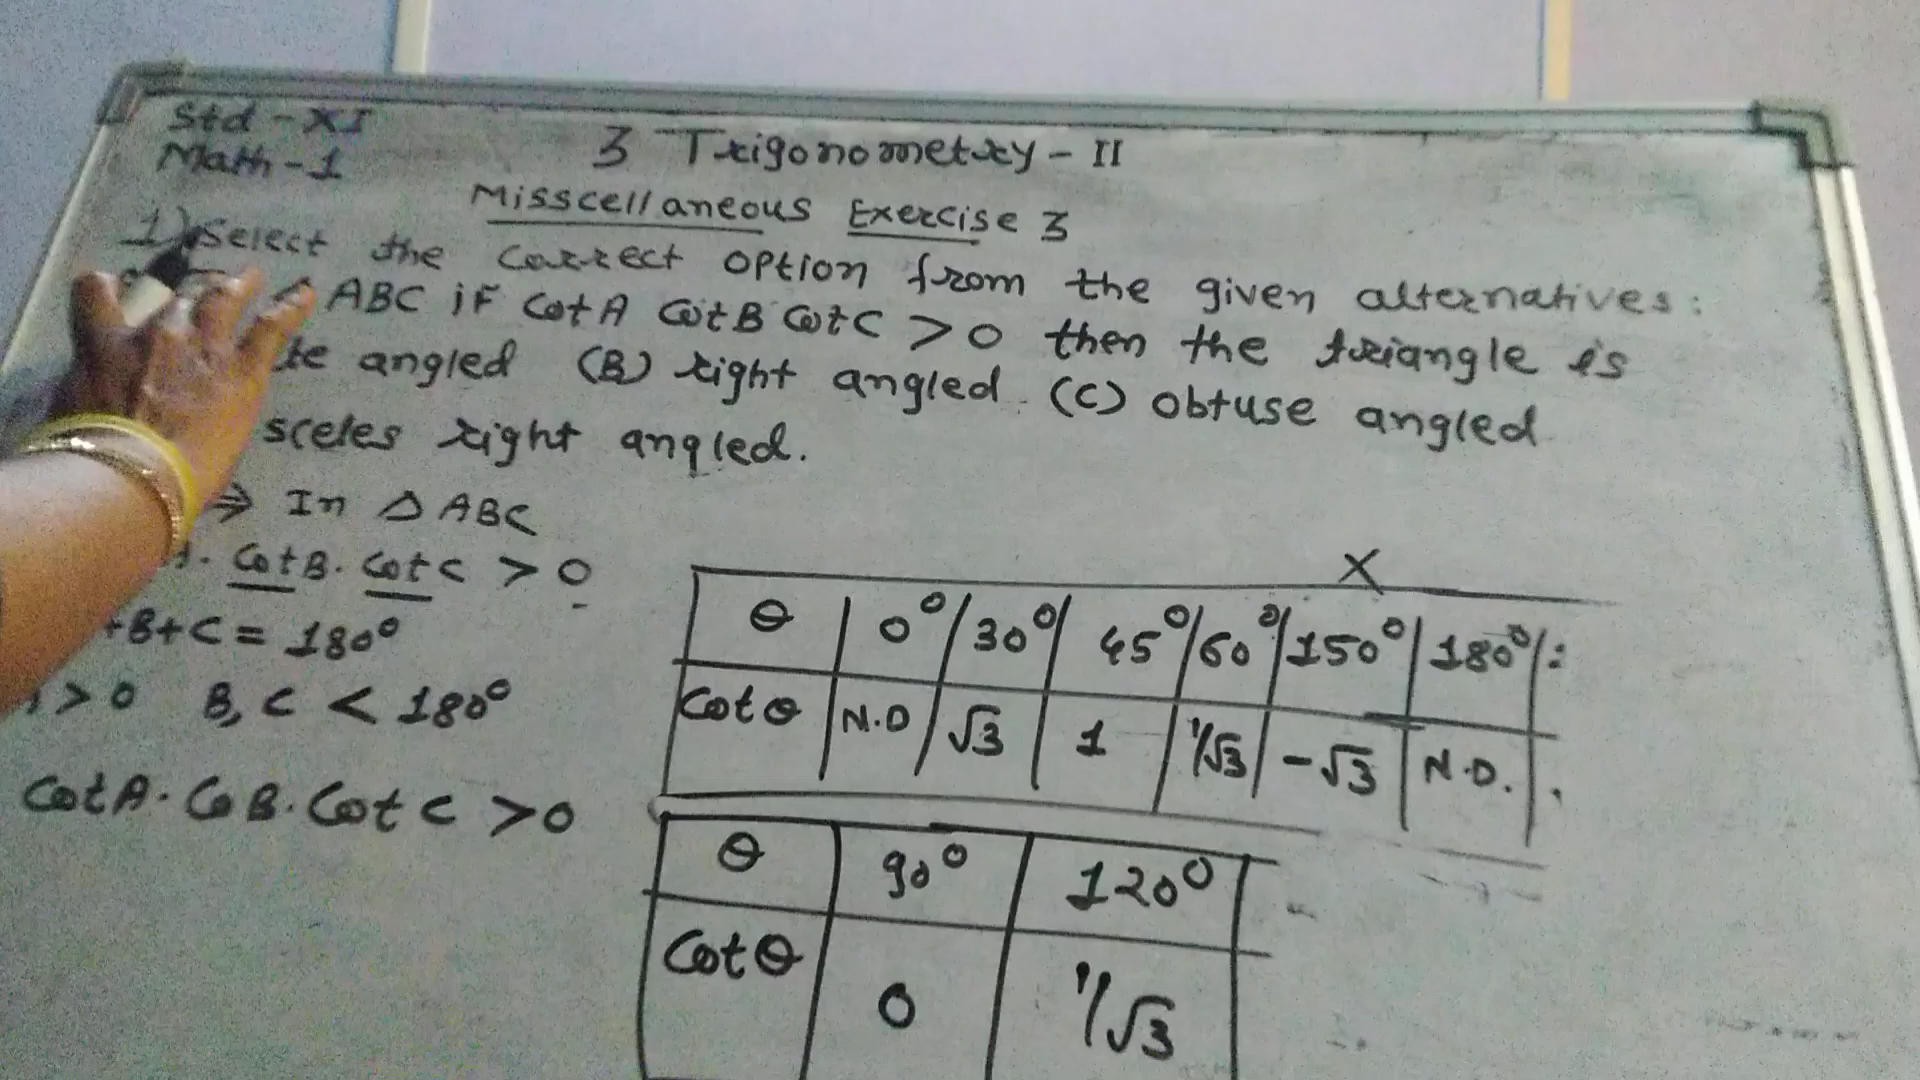 Std - XI
Math - 1
3 Trigonometry - II
Misscellaneous Exercise 3
1) Select the correct option from the given alternatives:
△ ABC if Cot A Cot B Cot C > 0 then the triangle is
angled (B) right angled. (C) obtuse angled
right angled.
⇒ In △ ABC
. Cot B. Cot C > 0
+B+C = 180°
> 0 B, C < 180°
Cot A. Co B. Cot C > 0
X
θ 0° 30° 45° 60° 150° 180° :
Cot θ N.D √3 1 1/√3 -√3 N.D. .
θ 90° 120°
Cot θ 0 1/√3